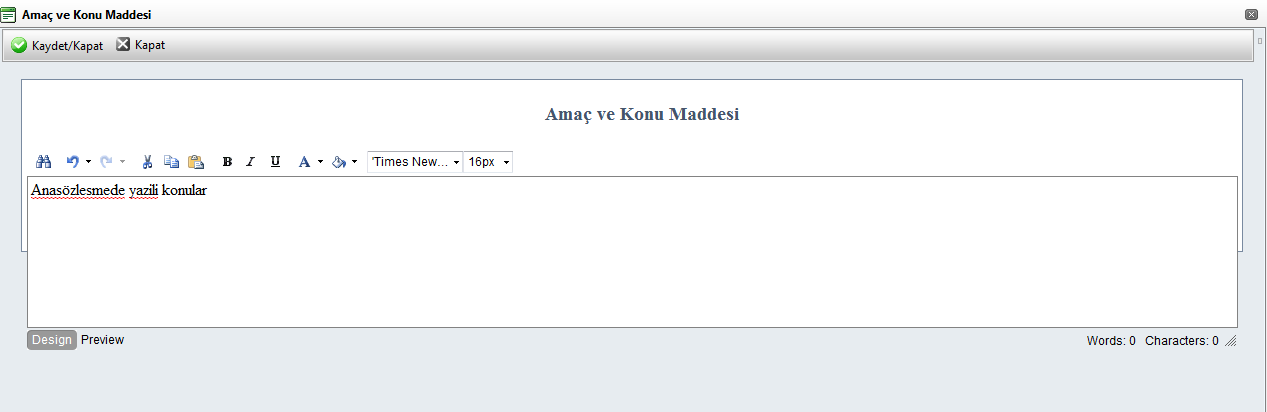 Amaç ve Konu Maddesi
Kaydet/Kapat Kapat
Amaç ve Konu Maddesi
B I U A 'Times New... 16px
Anasözlesmede yazili konular
Design Preview Words: 0 Characters: 0